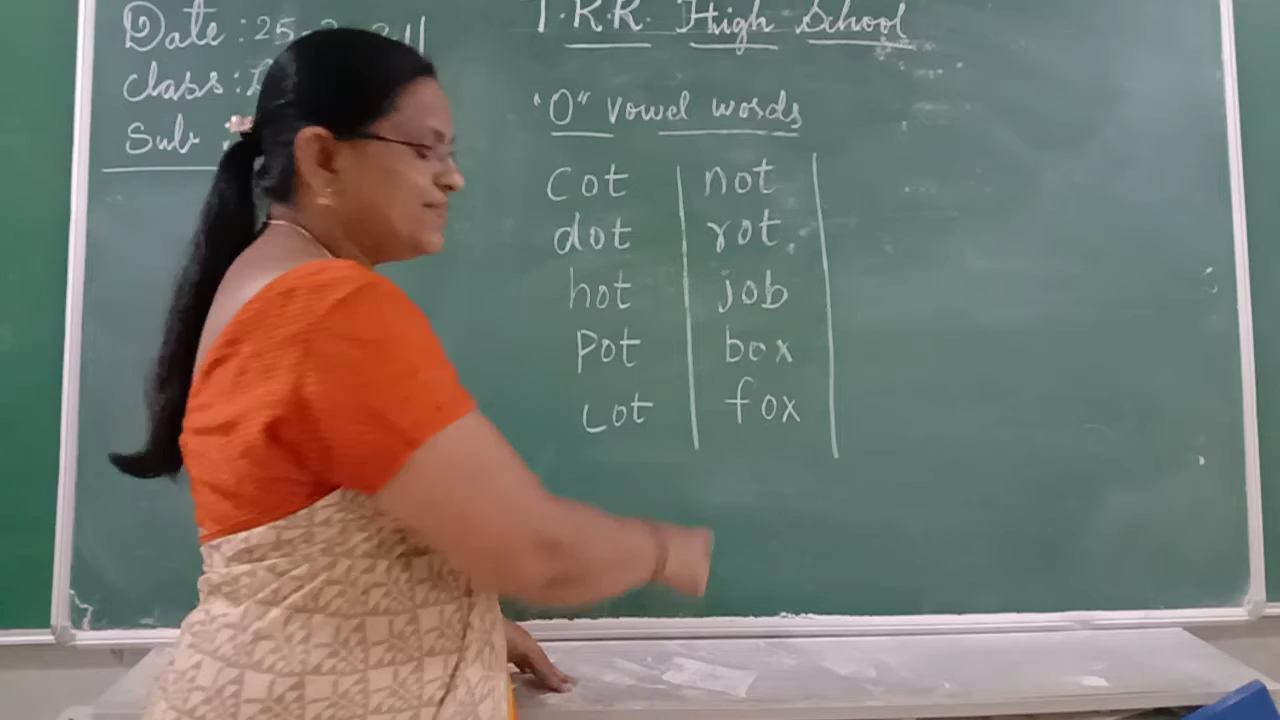 Date : 25-
Class :
Sub :
T.R.R. High School
"O" vowel words
cot not
dot rot
hot job
pot box
Lot fox